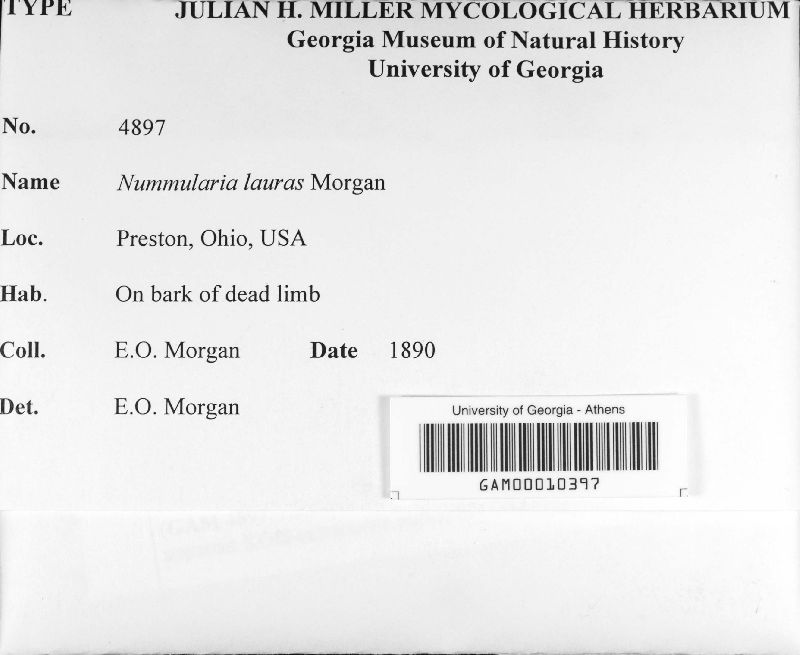 TYPE JULIAN H. MILLER MYCOLOGICAL HERBARIUM
Georgia Museum of Natural History
University of Georgia
No. 4897
Name Nummularia lauras Morgan
Loc. Preston, Ohio, USA
Hab. On bark of dead limb
Coll. E.O. Morgan Date 1890
Det. E.O. Morgan
University of Georgia - Athens
GAM00010397